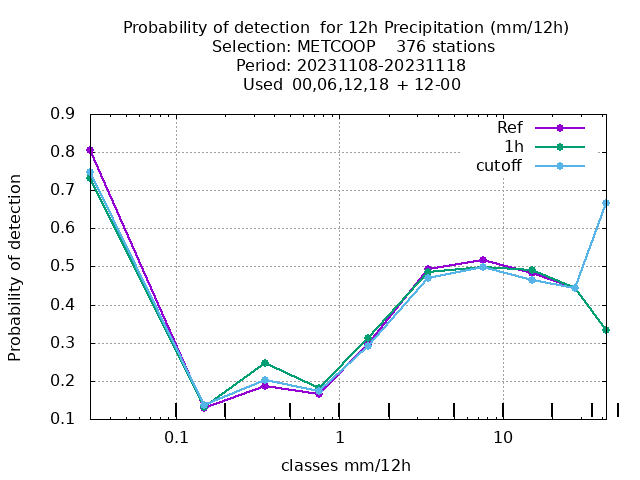 Probability of detection  for 12h Precipitation (mm/12h)
Selection: METCOOP    376 stations
Period: 20231108-20231118
Used  00,06,12,18  + 12-00
Ref
1h
cutoff
Probability of detection
0.9
0.8
0.7
0.6
0.5
0.4
0.3
0.2
0.1
0.1
1
10
classes mm/12h